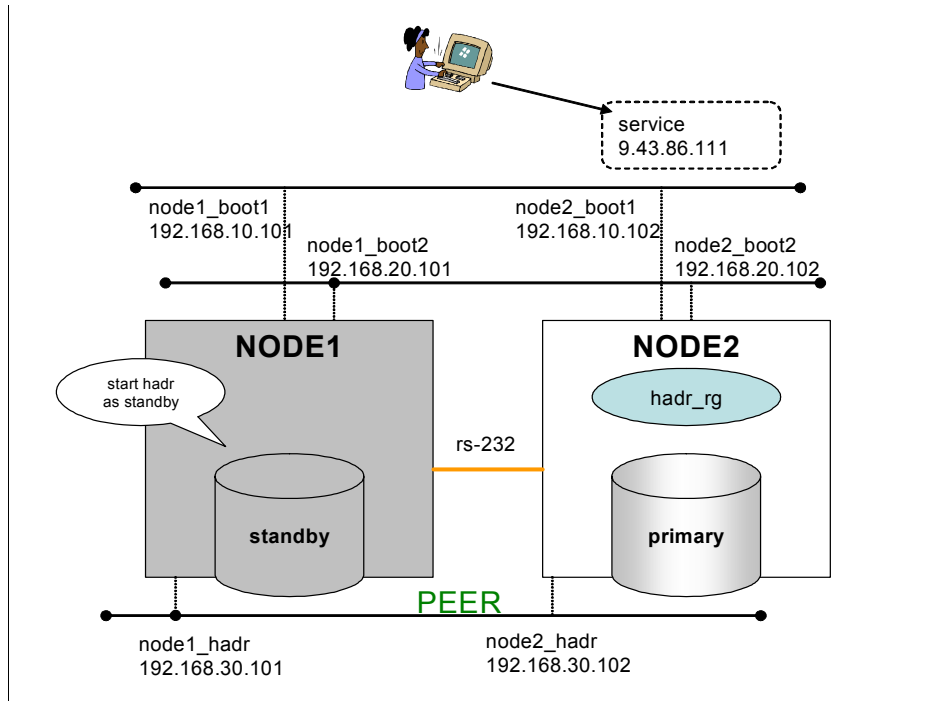 service
9.43.86.111
node1_boot1
192.168.10.101
node2_boot1
192.168.10.102
node1_boot2
192.168.20.101
node2_boot2
192.168.20.102
NODE1
NODE2
start hadr
as standby
hadr_rg
rs-232
standby
primary
PEER
node1_hadr
192.168.30.101
node2_hadr
192.168.30.102